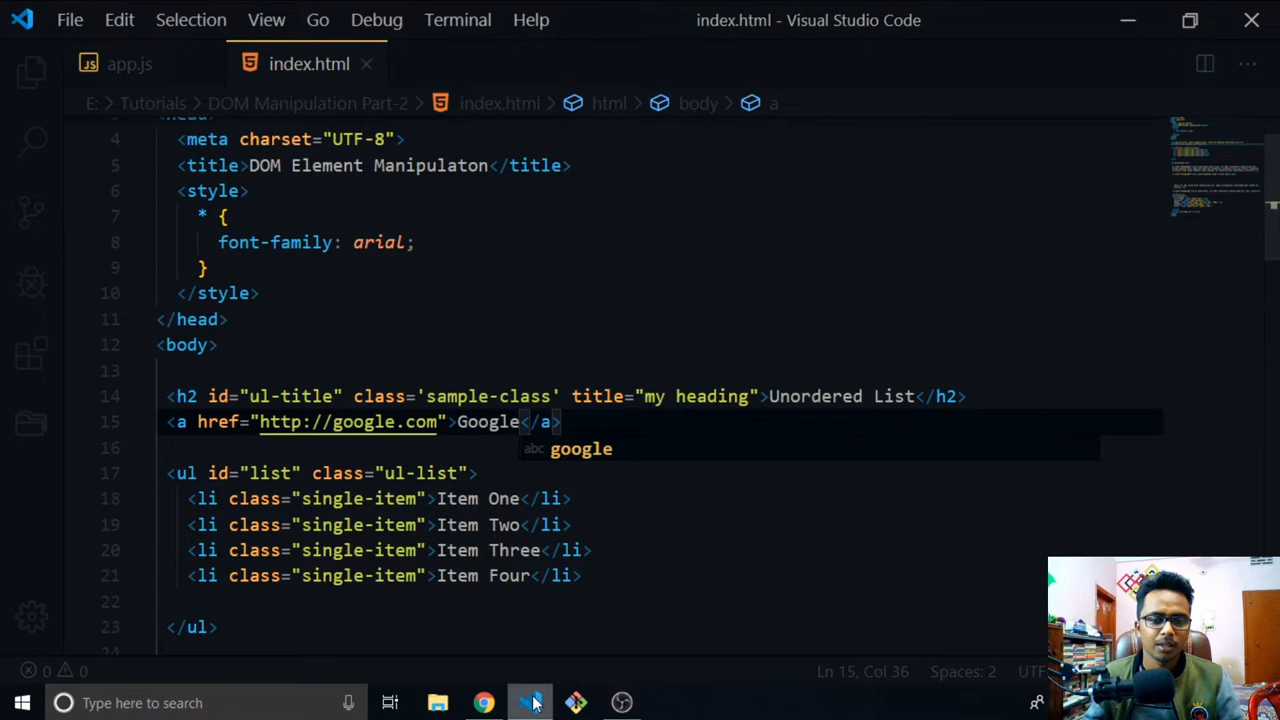 File Edit Selection View Go Debug Terminal Help index.html - Visual Studio Code
JS app.js index.html
E: > Tutorials > DOM Manipulation Part-2 > index.html > html > body > a
<head>
4 <meta charset="UTF-8">
5 <title>DOM Element Manipulaton</title>
6 <style>
7 * {
8 font-family: arial;
9 }
10 </style>
11 </head>
12 <body>
13
14 <h2 id="ul-title" class='sample-class' title="my heading">Unordered List</h2>
15 <a href="http://google.com">Google</a>
abc google
16
17 <ul id="list" class="ul-list">
18 <li class="single-item">Item One</li>
19 <li class="single-item">Item Two</li>
20 <li class="single-item">Item Three</li>
21 <li class="single-item">Item Four</li>
22
23 </ul>
24
0 0 Ln 15, Col 36 Spaces: 2 UTF
Type here to search